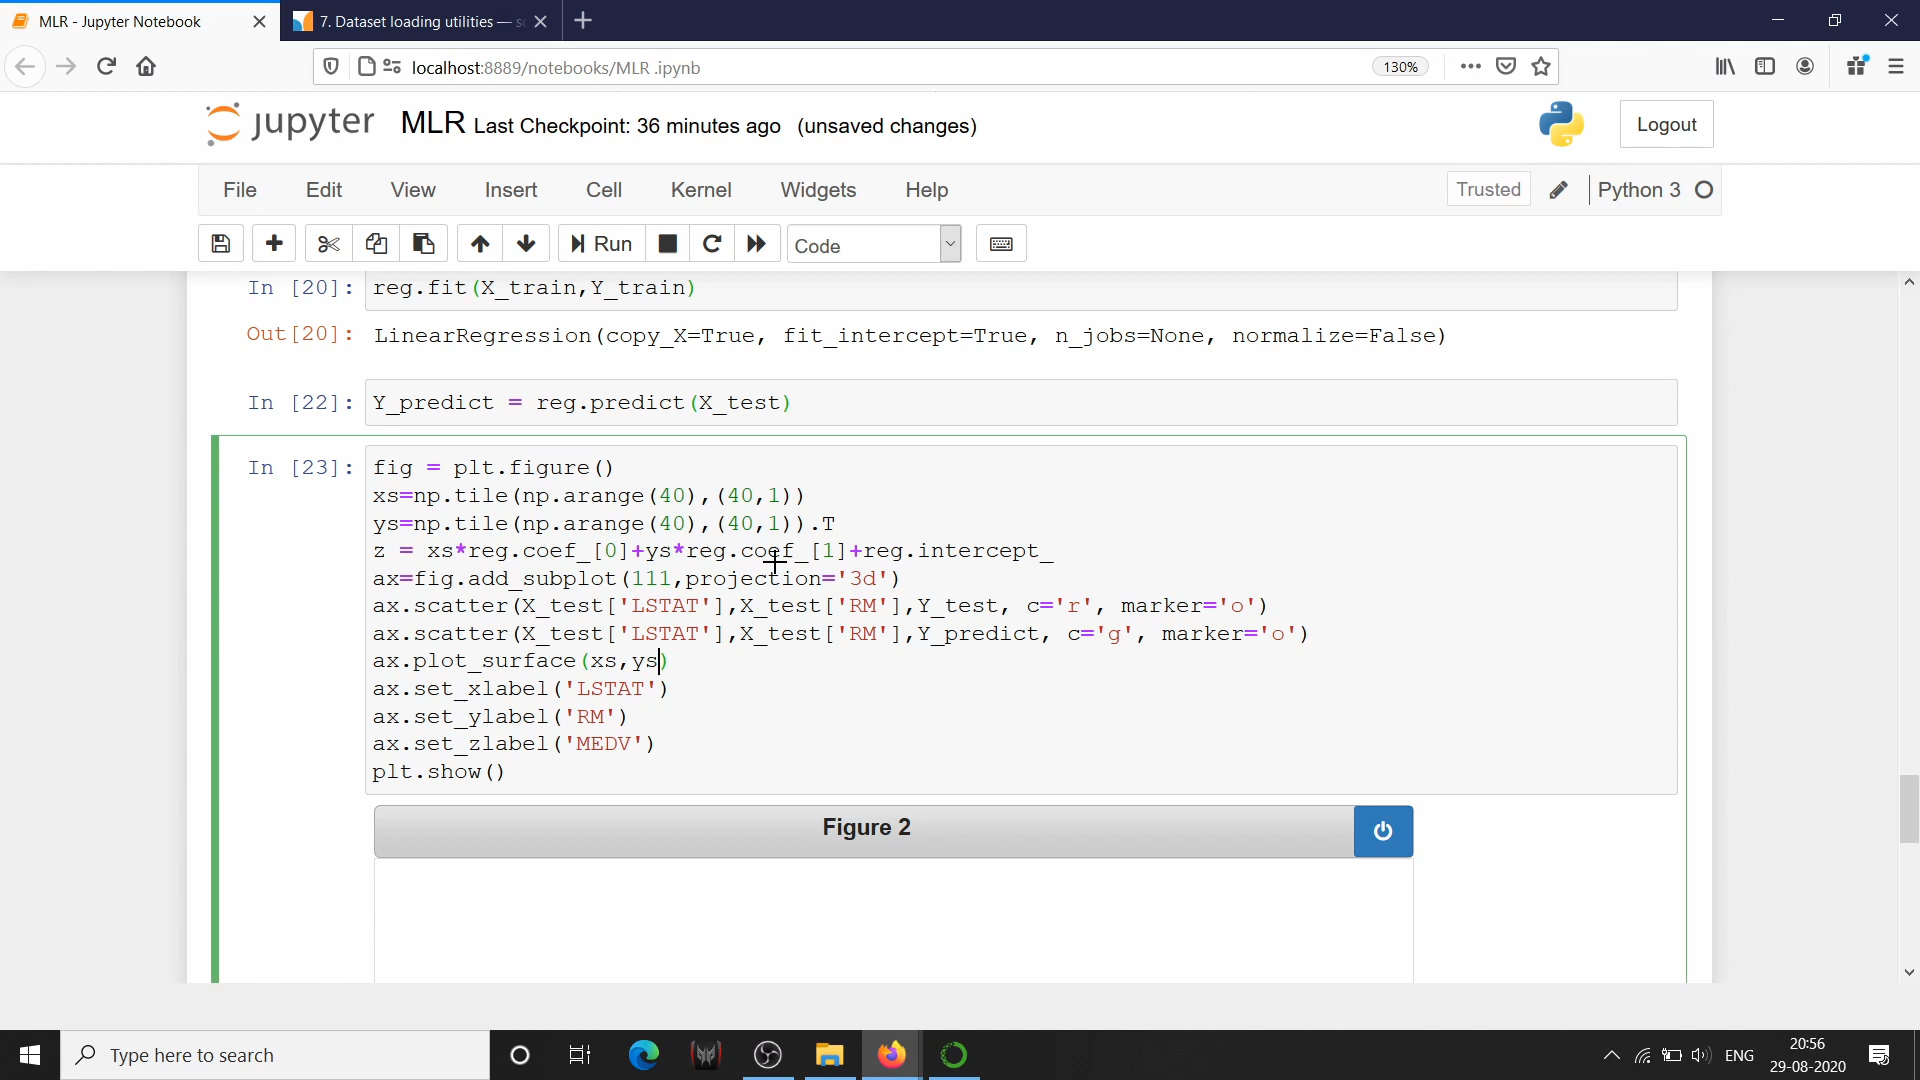 MLR - Jupyter Notebook
7. Dataset loading utilities — s
localhost:8889/notebooks/MLR .ipynb
130%
jupyter MLR Last Checkpoint: 36 minutes ago (unsaved changes)
Logout
File Edit View Insert Cell Kernel Widgets Help
Trusted
Python 3
Run
Code
In [20]: reg.fit(X_train,Y_train)
Out[20]: LinearRegression(copy_X=True, fit_intercept=True, n_jobs=None, normalize=False)
In [22]: Y_predict = reg.predict(X_test)
In [23]: fig = plt.figure()
xs=np.tile(np.arange(40),(40,1))
ys=np.tile(np.arange(40),(40,1)).T
z = xs*reg.coef_[0]+ys*reg.coef_[1]+reg.intercept_
ax=fig.add_subplot(111,projection='3d')
ax.scatter(X_test['LSTAT'],X_test['RM'],Y_test, c='r', marker='o')
ax.scatter(X_test['LSTAT'],X_test['RM'],Y_predict, c='g', marker='o')
ax.plot_surface(xs,ys)
ax.set_xlabel('LSTAT')
ax.set_ylabel('RM')
ax.set_zlabel('MEDV')
plt.show()
Figure 2
Type here to search
ENG
20:56
29-08-2020